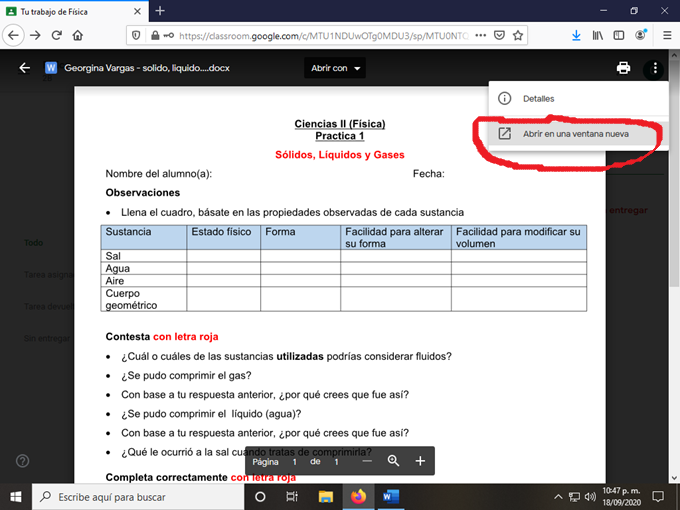 Tu trabajo de Física
https://classroom.google.com/c/MTU1NDUwOTg0MDU3/sp/MTU0NTC
W Georgina Vargas - solido, liquido....docx
Abrir con
Detalles
Abrir en una ventana nueva
Ciencias II (Física)
Practica 1
Sólidos, Líquidos y Gases
Nombre del alumno(a): Fecha:
Observaciones
• Llena el cuadro, básate en las propiedades observadas de cada sustancia
Sustancia Estado físico Forma Facilidad para alterar su forma Facilidad para modificar su volumen
Sal
Agua
Aire
Cuerpo
geométrico
entregar
Todo
Tarea asigna
Tarea devue
Sin entregar
Contesta con letra roja
• ¿Cuál o cuáles de las sustancias utilizadas podrías considerar fluidos?
• ¿Se pudo comprimir el gas?
• Con base a tu respuesta anterior, ¿por qué crees que fue así?
• ¿Se pudo comprimir el líquido (agua)?
• Con base a tu respuesta anterior, ¿por qué crees que fue así?
• ¿Qué le ocurrió a la sal cuando tratas de comprimirla?
Página 1 de 1
Completa correctamente con letra roja
Escribe aquí para buscar
10:47 p. m.
18/09/2020